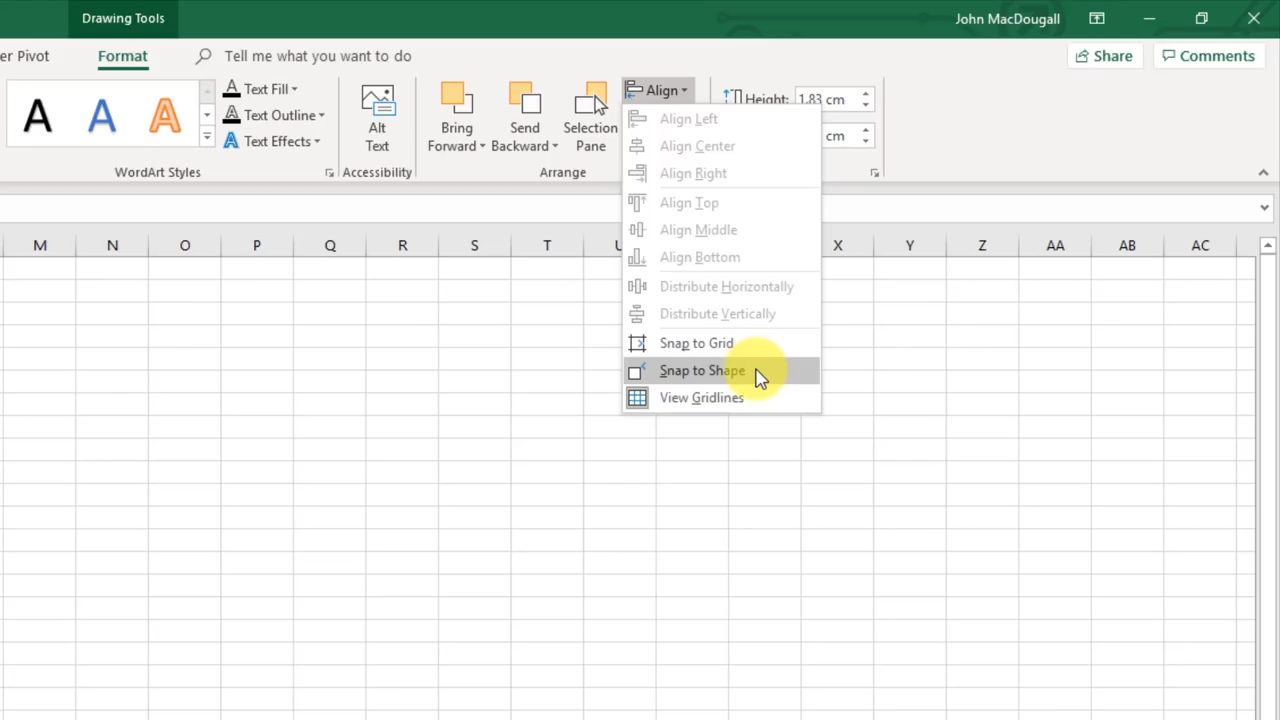 Drawing Tools
John MacDougall
er Pivot
Format
Tell me what you want to do
Share
Comments
A A A
Text Fill
Text Outline
Text Effects
WordArt Styles
Alt
Text
Accessibility
Bring
Forward
Send
Backward
Selection
Pane
Arrange
Align
Height: 1.83 cm
cm
Align Left
Align Center
Align Right
Align Top
Align Middle
Align Bottom
Distribute Horizontally
Distribute Vertically
Snap to Grid
Snap to Shape
View Gridlines
M N O P Q R S T U X Y Z AA AB AC